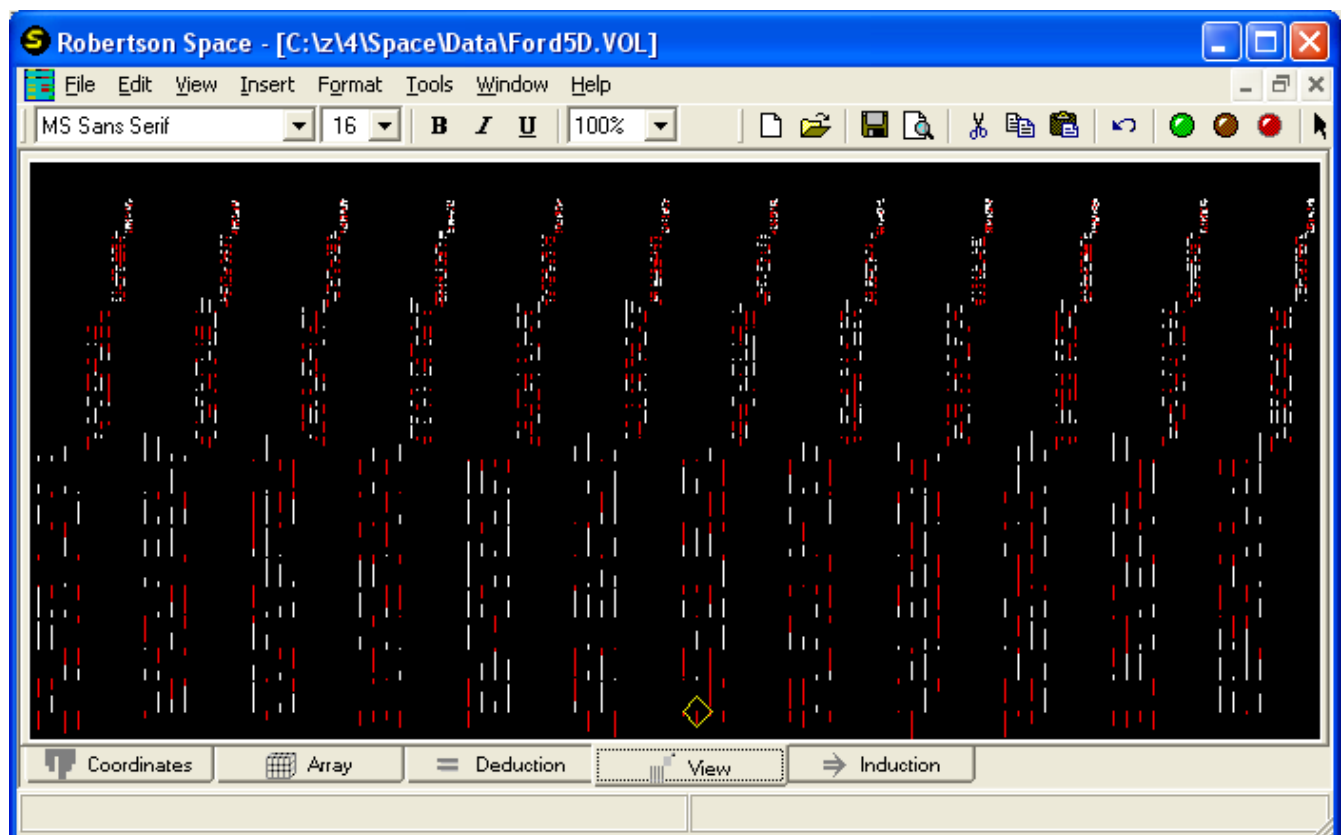 Robertson Space - [C:\z\4\Space\Data\Ford5D.VOL]
File Edit View Insert Format Tools Window Help
MS Sans Serif 16 B I U 100%
Coordinates Array Deduction View Induction